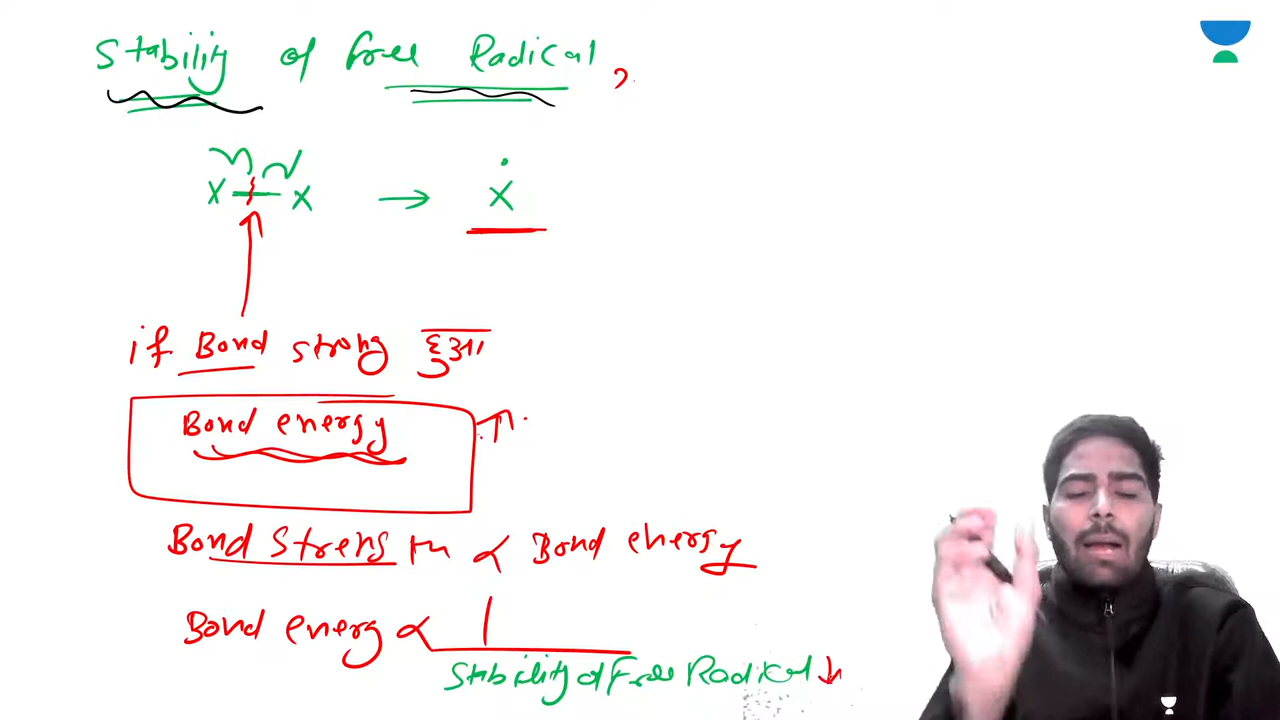 Stability of Free Radical ,
X — X → Ẋ
if Bond strong
Bond energy ↑
Bond Strength ∝ Bond energy
Bond energy ∝ 1
Stability of Free Radical ↓